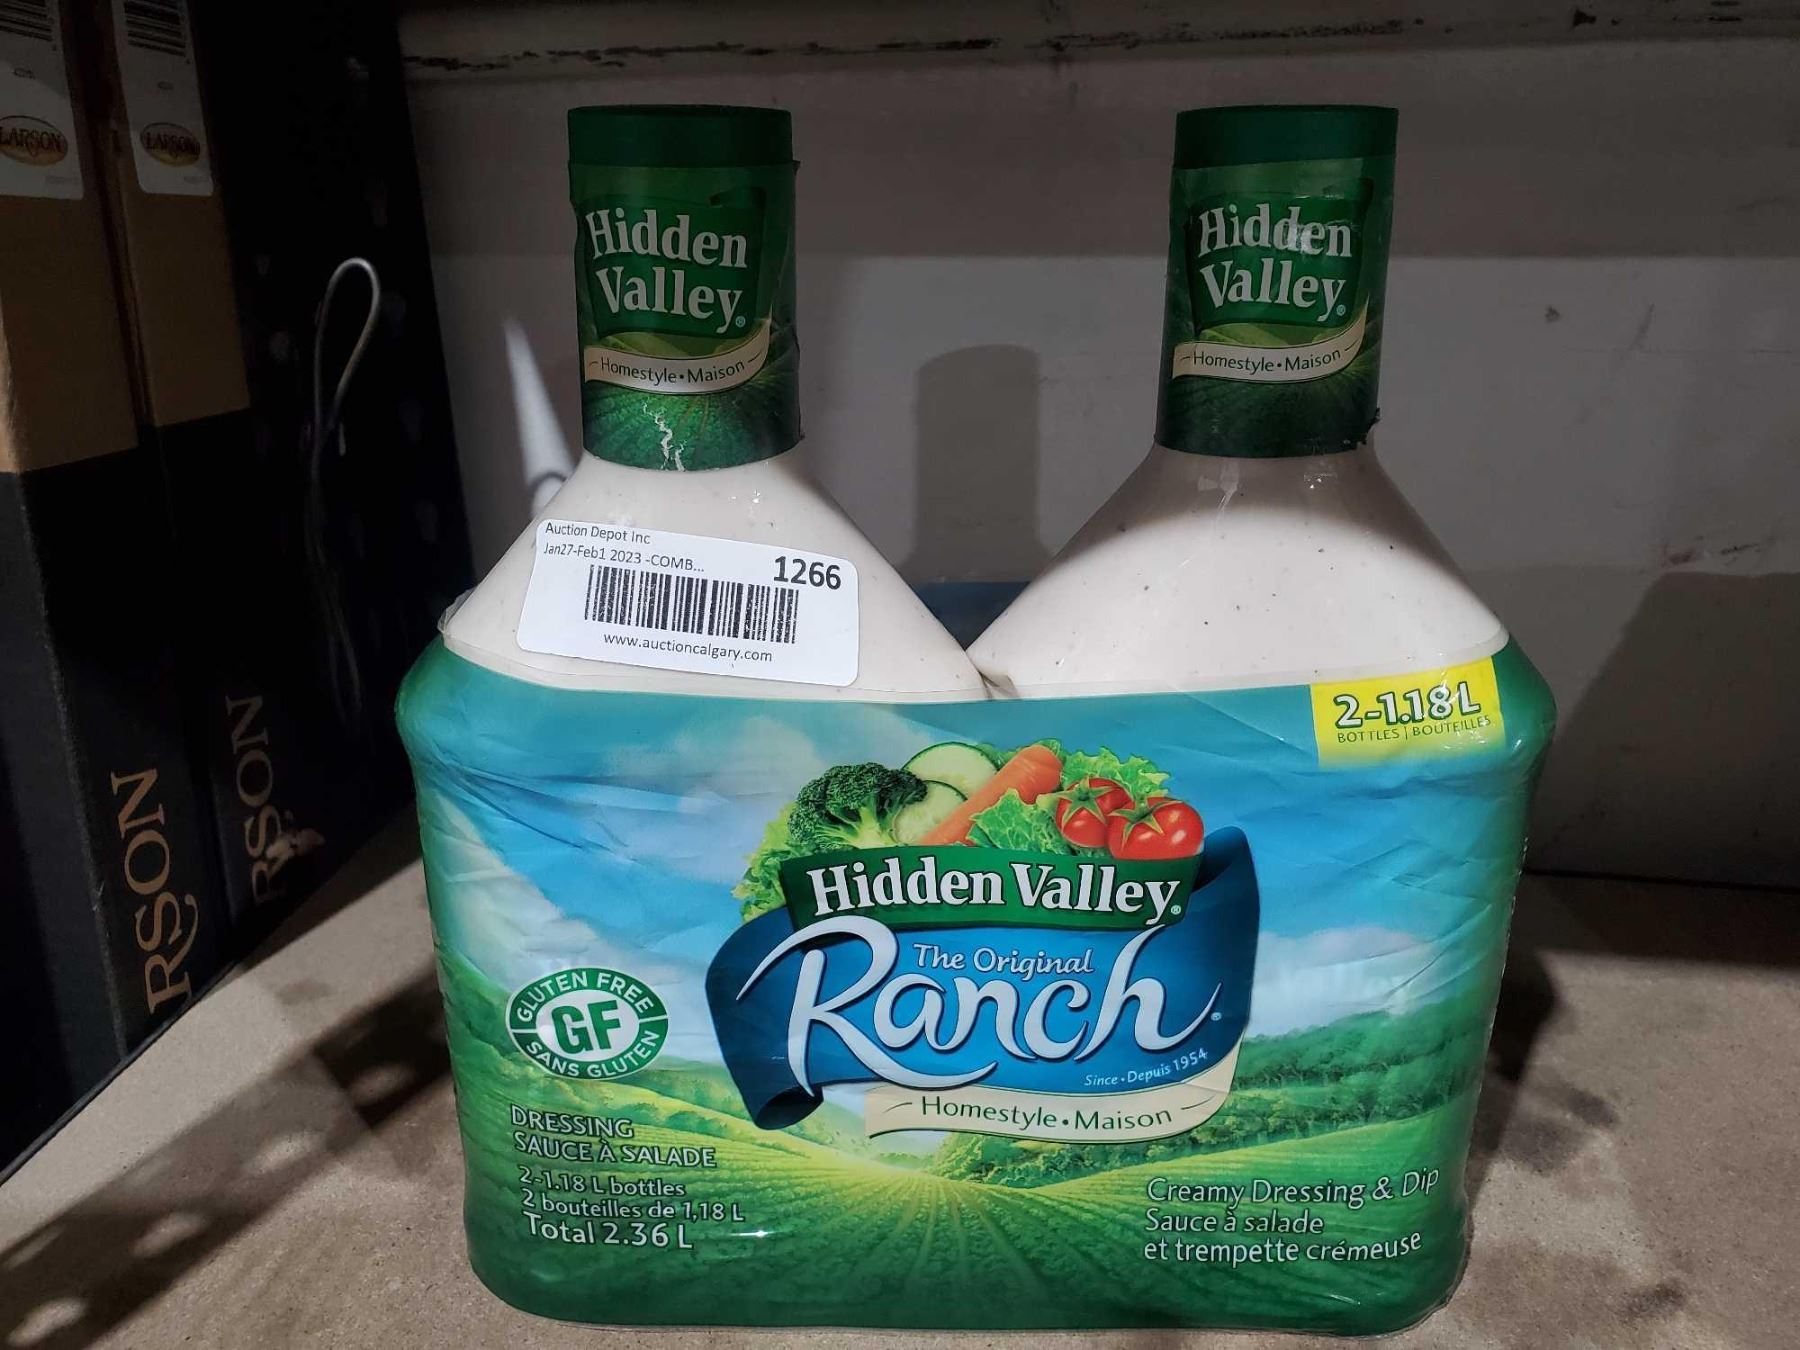 LARSON
LARSON
RSON
RSON
Hidden
Valley®
Homestyle•Maison
Hidden
Valley®
Homestyle•Maison
Auction Depot Inc
Jan27-Feb1 2023 -COMB...
1266
www.auctioncalgary.com
2-1.18 L
BOTTLES | BOUTEILLES
Hidden Valley®
The Original
Ranch®
Since•Depuis 1954
Homestyle•Maison
GLUTEN FREE
GF
SANS GLUTEN
DRESSING
SAUCE À SALADE
2-1.18 L bottles
2 bouteilles de 1,18 L
Total 2.36 L
Creamy Dressing & Dip
Sauce à salade
et trempette crémeuse